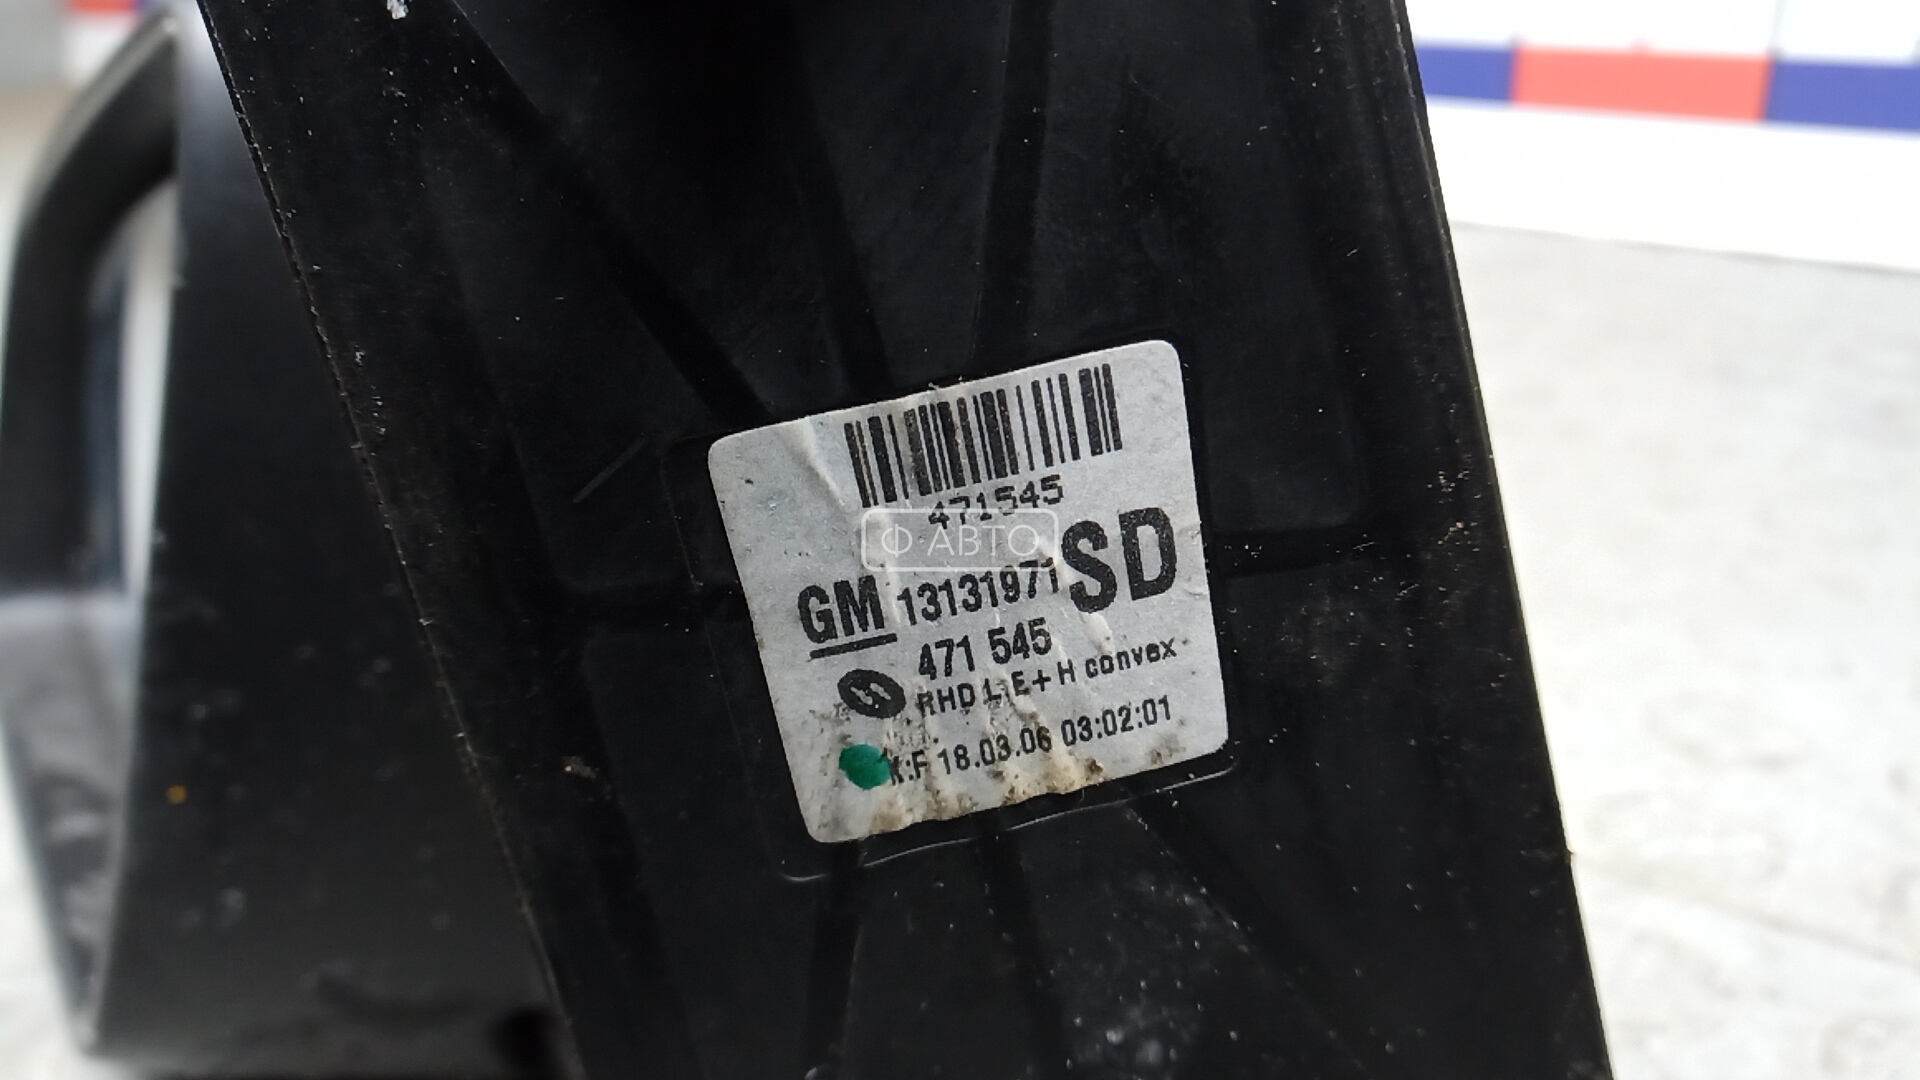 471545
Ф АВТО
GM 13131971 SD
471 545
RHD L:E+H convex
K:F 18.03.06 03:02:01